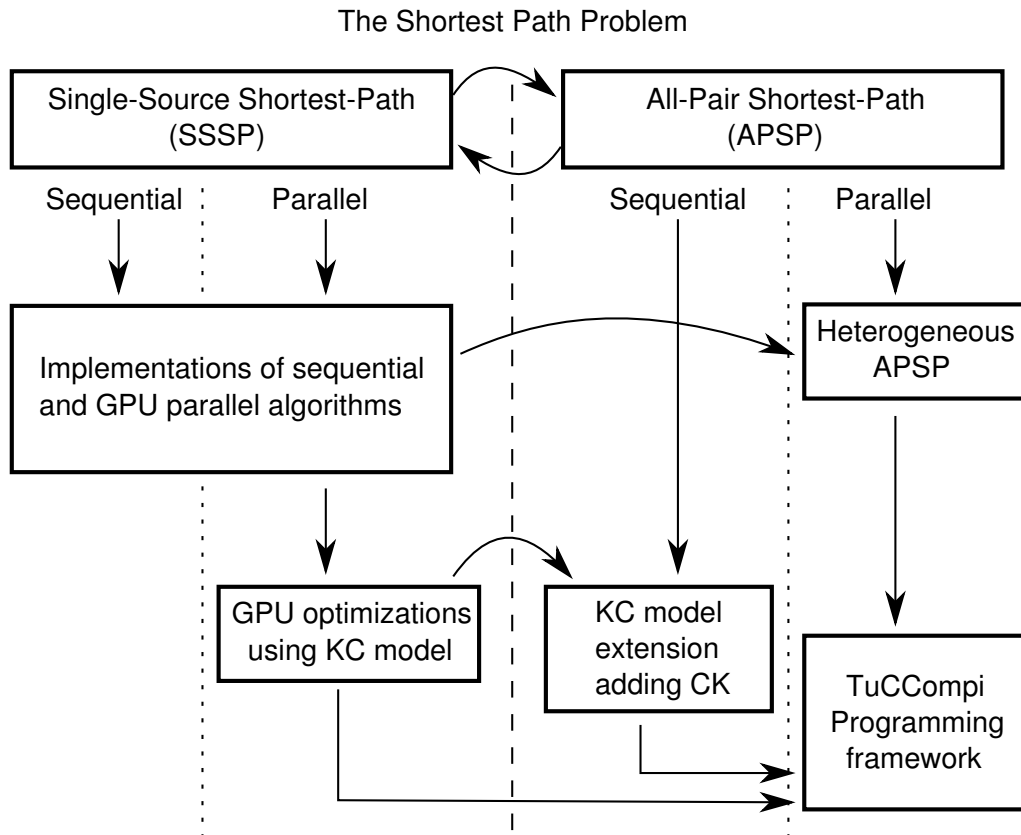 The Shortest Path Problem
Single-Source Shortest-Path
(SSSP)
All-Pair Shortest-Path
(APSP)
Sequential
Parallel
Sequential
Parallel
Implementations of sequential
and GPU parallel algorithms
Heterogeneous
APSP
GPU optimizations
using KC model
KC model
extension
adding CK
TuCCompi
Programming
framework